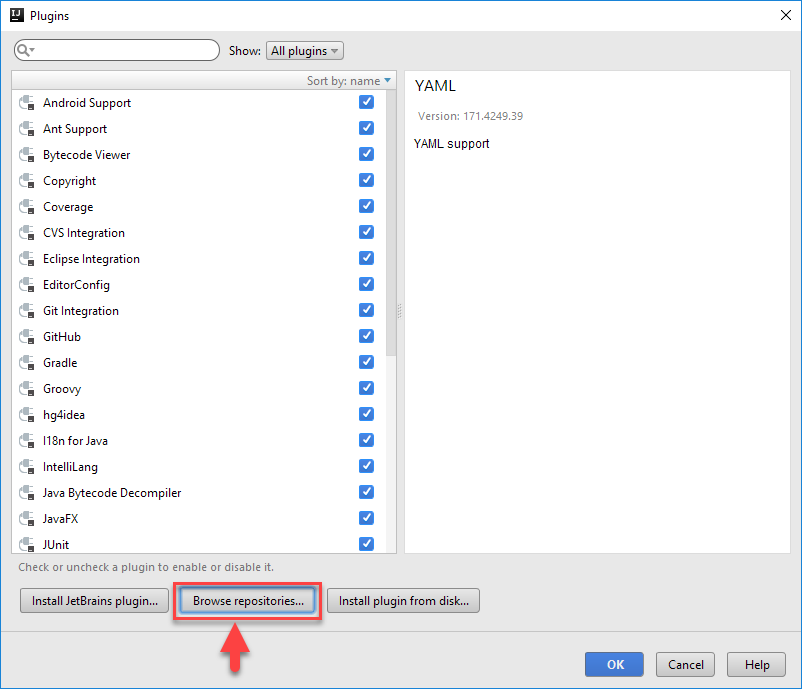 IJ Plugins
Show: All plugins
Sort by: name
Android Support
Ant Support
Bytecode Viewer
Copyright
Coverage
CVS Integration
Eclipse Integration
EditorConfig
Git Integration
GitHub
Gradle
Groovy
hg4idea
I18n for Java
IntelliLang
Java Bytecode Decompiler
JavaFX
JUnit
YAML
Version: 171.4249.39
YAML support
Check or uncheck a plugin to enable or disable it.
Install JetBrains plugin... Browse repositories... Install plugin from disk...
OK Cancel Help